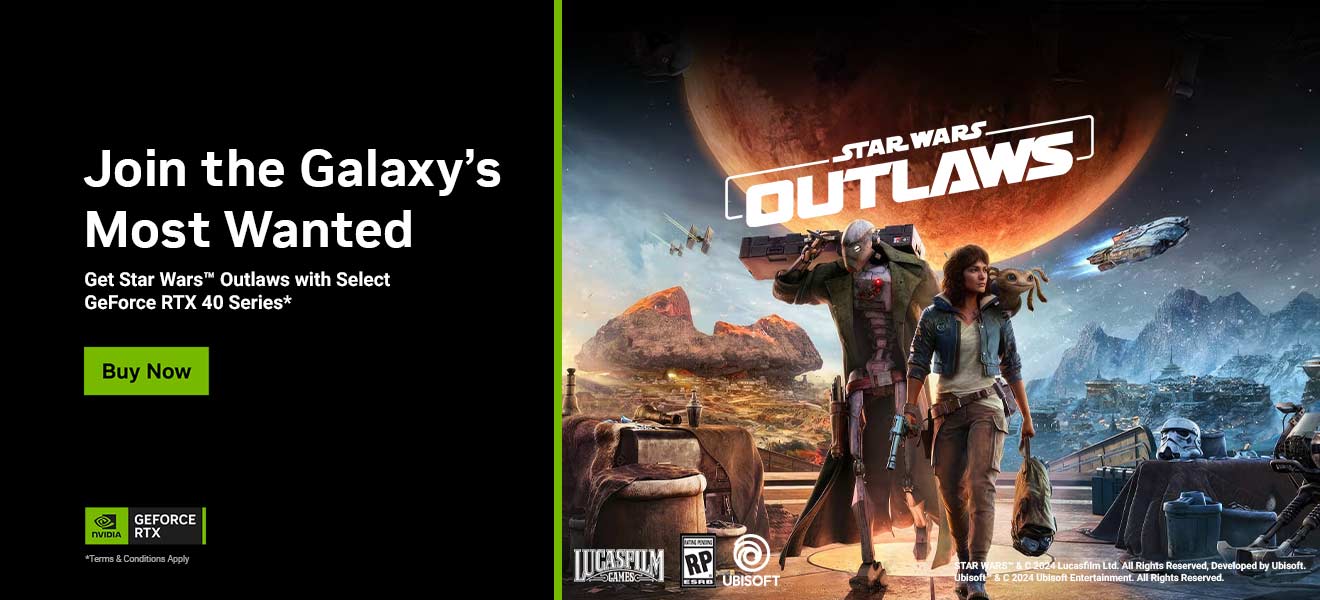 Join the Galaxy’s
Most Wanted
Get Star Wars™ Outlaws with Select
GeForce RTX 40 Series*
Buy Now
NVIDIA
GEFORCE
RTX
*Terms & Conditions Apply
STAR WARS
OUTLAWS
LUCASFILM
GAMES
RATING PENDING
RP
ESRB
UBISOFT
STAR WARS™ & © 2024 Lucasfilm Ltd. All Rights Reserved, Developed by Ubisoft.
Ubisoft™ & © 2024 Ubisoft Entertainment. All Rights Reserved.